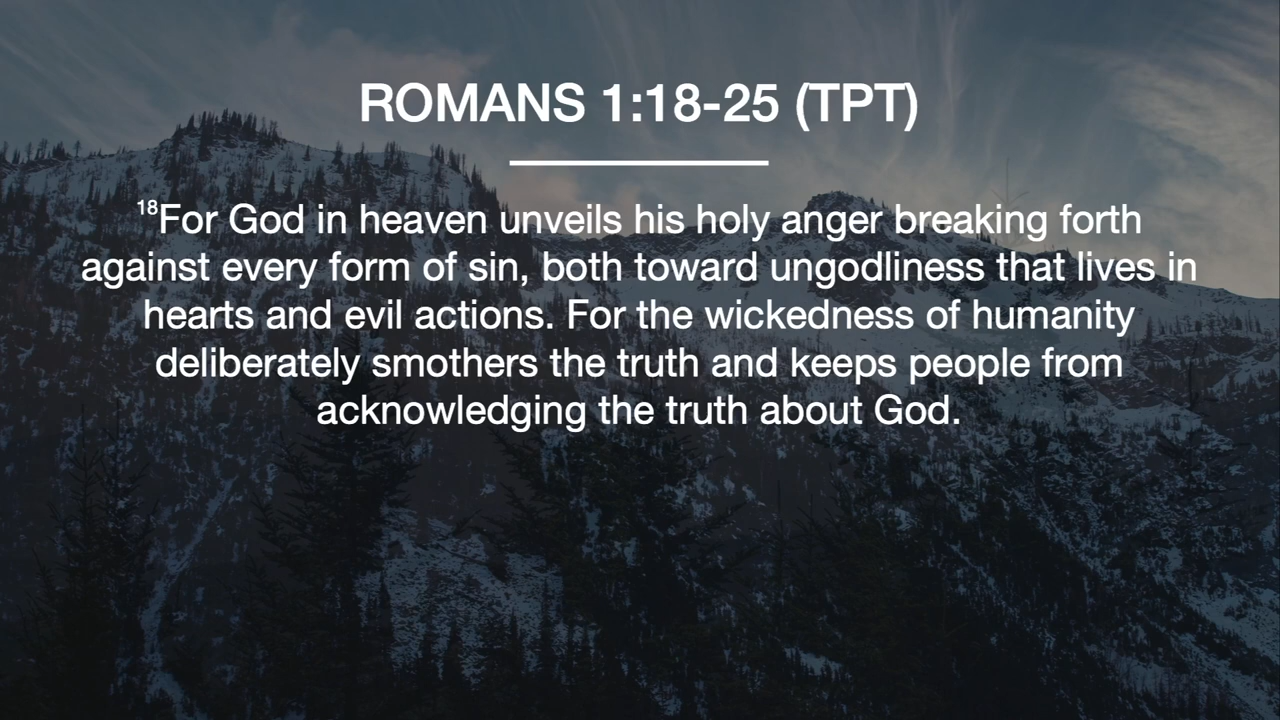 ROMANS 1:18-25 (TPT)
18For God in heaven unveils his holy anger breaking forth
against every form of sin, both toward ungodliness that lives in
hearts and evil actions. For the wickedness of humanity
deliberately smothers the truth and keeps people from
acknowledging the truth about God.